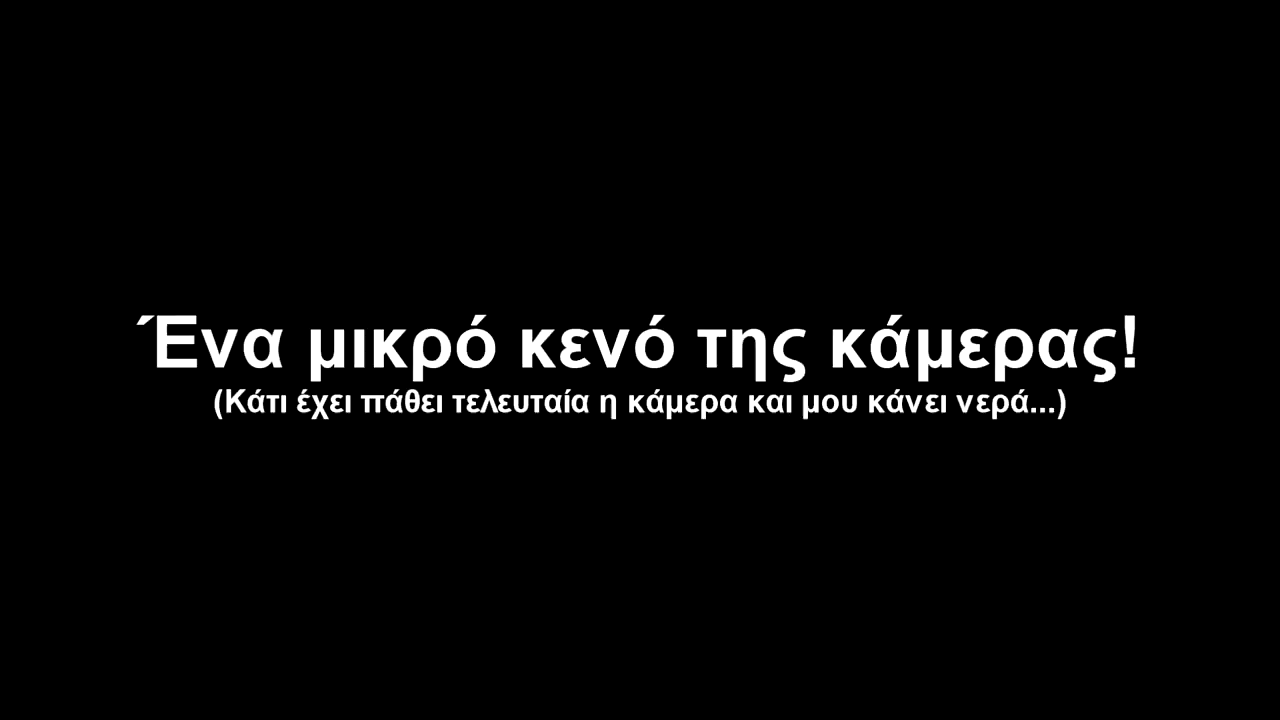 Ένα μικρό κενό της κάμερας!
(Κάτι έχει πάθει τελευταία η κάμερα και μου κάνει νερά...)